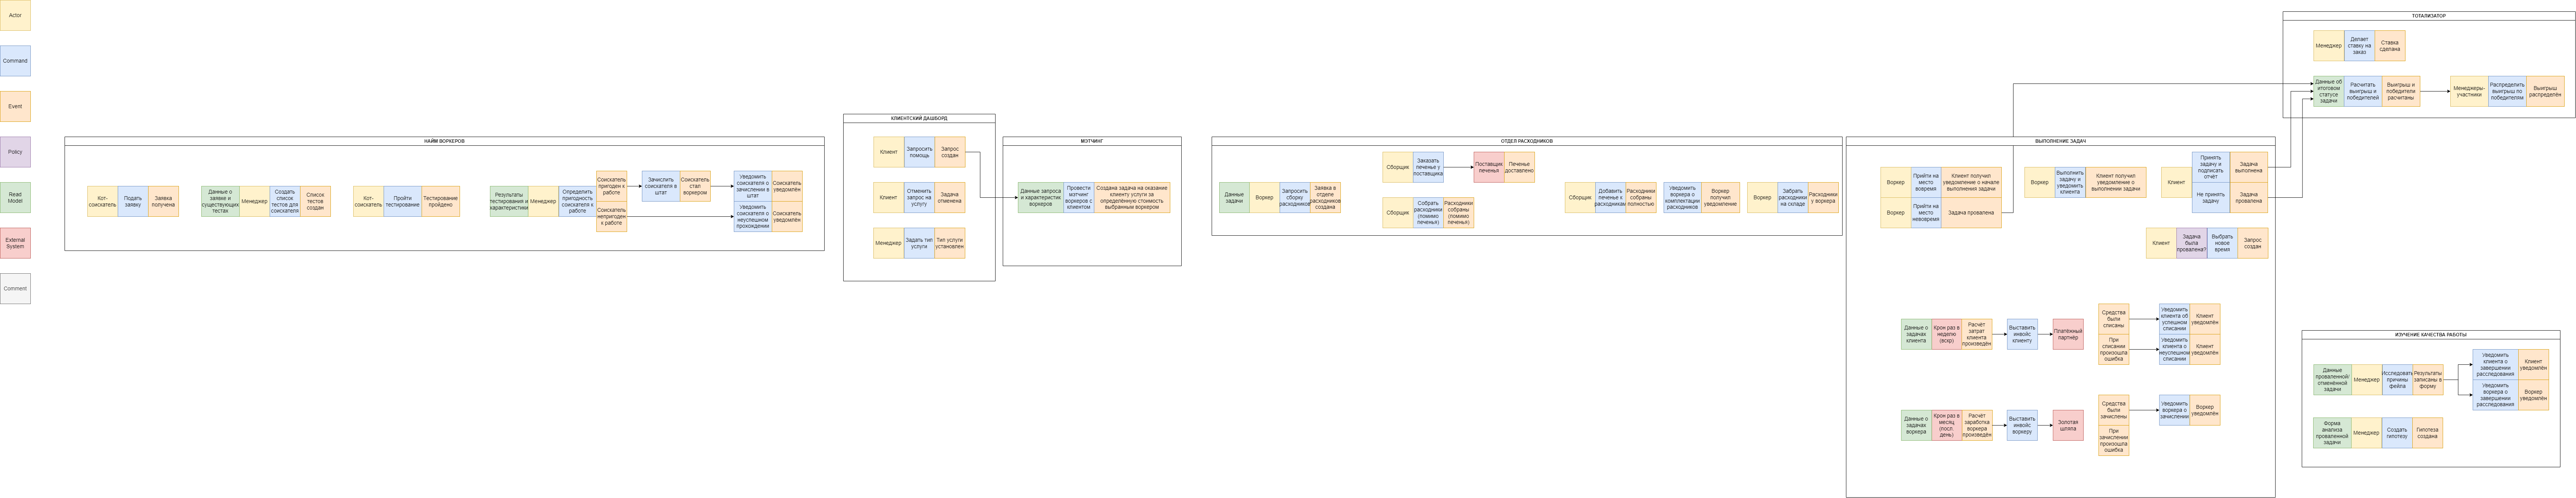 Actor
Command
Event
Policy
Read
Model
External
System
Comment
НАЙМ ВОРКЕРОВ
Кот-
соискатель
Подать
заявку
Заявка
получена
Данные о
заявке и
существующих
тестах
Менеджер
Создать
список
тестов для
соискателя
Список
тестов
создан
Кот-
соискатель
Пройти
тестирование
Тестирование
пройдено
Результаты
тестирования и
характеристики
Менеджер
Определить
пригодность
соискателя к
работе
Соискатель
пригоден к
работе
Соискатель
непригоден
к работе
Зачислить
соискателя в
штат
Соискатель
стал
воркером
Уведомить
соискателя о
зачислении в
штат
Соискатель
уведомлен
Уведомить
соискателя о
неуспешном
прохождении
Соискатель
уведомлён
КЛИЕНТСКИЙ ДАШБОРД
Клиент
Запросить
помощь
Запрос
создан
Клиент
Отменить
запрос на
услугу
Задача
отменена
Менеджер
Задать тип
услуги
Тип услуги
установлен
МЭТЧИНГ
Данные запроса
и характеристик
воркеров
Провести
мэтчинг
воркеров с
клиентом
Создана задача на оказание
клиенту услуги за
определённую стоимость
выбранным воркером
ОТДЕЛ РАСХОДНИКОВ
Данные
задачи
Воркер
Запросить
сборку
расходников
Заявка в
отделе
расходников
создана
Сборщик
Заказать
печенье у
поставщика
Поставщик
печенья
Печенье
доставлено
Сборщик
Собрать
расходники
(помимо
печенья)
Расходники
собраны
(помимо
печенья)
Сборщик
Добавить
печенье к
расходникам
Расходники
собраны
полностью
Уведомить
воркера о
комплектации
расходников
Воркер
получил
уведомление
Воркер
Забрать
расходники
на складе
Расходники
у воркера
ВЫПОЛНЕНИЕ ЗАДАЧ
Воркер
Прийти на
место
вовремя
Клиент получил
уведомление о начале
выполнения задачи
Воркер
Прийти на
место
невовремя
Задача провалена
Воркер
Выполнить
задачу и
уведомить
клиента
Клиент получил
уведомление о
выполнении задачи
Клиент
Принять
задачу и
подписать
отчёт
Задача
выполнена
Не принять
задачу
Задача
провалена
Клиент
Задача
была
провалена?
Выбрать
новое
время
Запрос
создан
Данные о
задачах
клиента
Крон раз в
неделю
(вскр)
Расчёт
затрат
клиента
произведён
Выставить
инвойс
клиенту
Платёжный
партнёр
Средства
были
списаны
При
списании
произошла
ошибка
Уведомить
клиента об
успешном
списании
Клиент
уведомлён
Уведомить
клиента о
неуспешном
списании
Клиент
уведомлён
Данные о
задачах
воркера
Крон раз в
месяц
(посл.
день)
Расчёт
заработка
воркера
произведён
Выставить
инвойс
воркеру
Золотая
шляпа
Средства
были
зачислены
При
зачислении
произошла
ошибка
Уведомить
воркера о
зачислении
Воркер
уведомлён
ТОТАЛИЗАТОР
Менеджер
Делает
ставку на
заказ
Ставка
сделана
Данные об
итоговом
статусе
задачи
Расчитать
выигрыш и
победителей
Выигрыш и
победители
расчитаны
Менеджеры-
участники
Распределить
выигрыш по
победителям
Выигрыш
распределён
ИЗУЧЕНИЕ КАЧЕСТВА РАБОТЫ
Данные
проваленной/
отменённой
задачи
Менеджер
Исследовать
причины
фейла
Результаты
записаны в
форму
Уведомить
клиента о
завершении
расследования
Клиент
уведомлён
Уведомить
воркера о
завершении
расследования
Воркер
уведомлён
Форма
анализа
проваленной
задачи
Менеджер
Создать
гипотезу
Гипотеза
создана